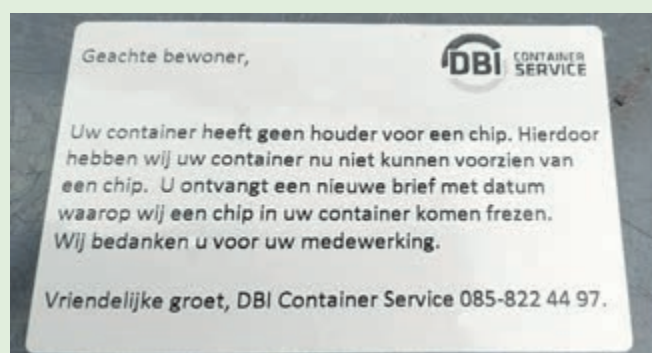 Geachte bewoner,
DBI CONTAINER SERVICE
Uw container heeft geen houder voor een chip. Hierdoor
hebben wij uw container nu niet kunnen voorzien van
een chip. U ontvangt een nieuwe brief met datum
waarop wij een chip in uw container komen frezen.
Wij bedanken u voor uw medewerking.
Vriendelijke groet, DBI Container Service 085-822 44 97.